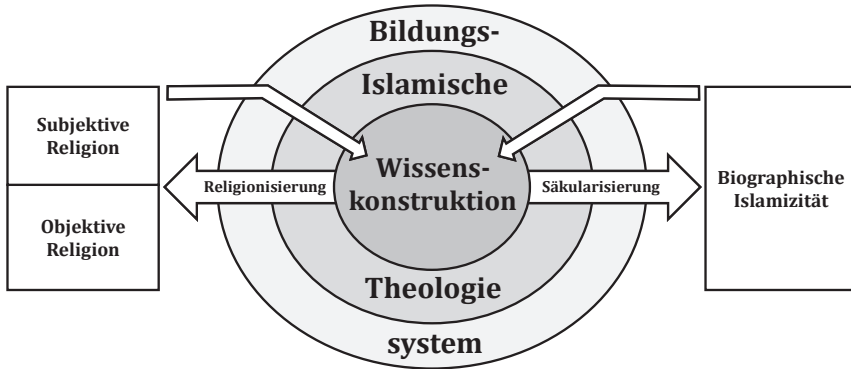 Bildungs-
Islamische
Subjektive
Religion
Wissens-
konstruktion
Religionisierung
Säkularisierung
Biographische
Islamizität
Objektive
Religion
Theologie
system